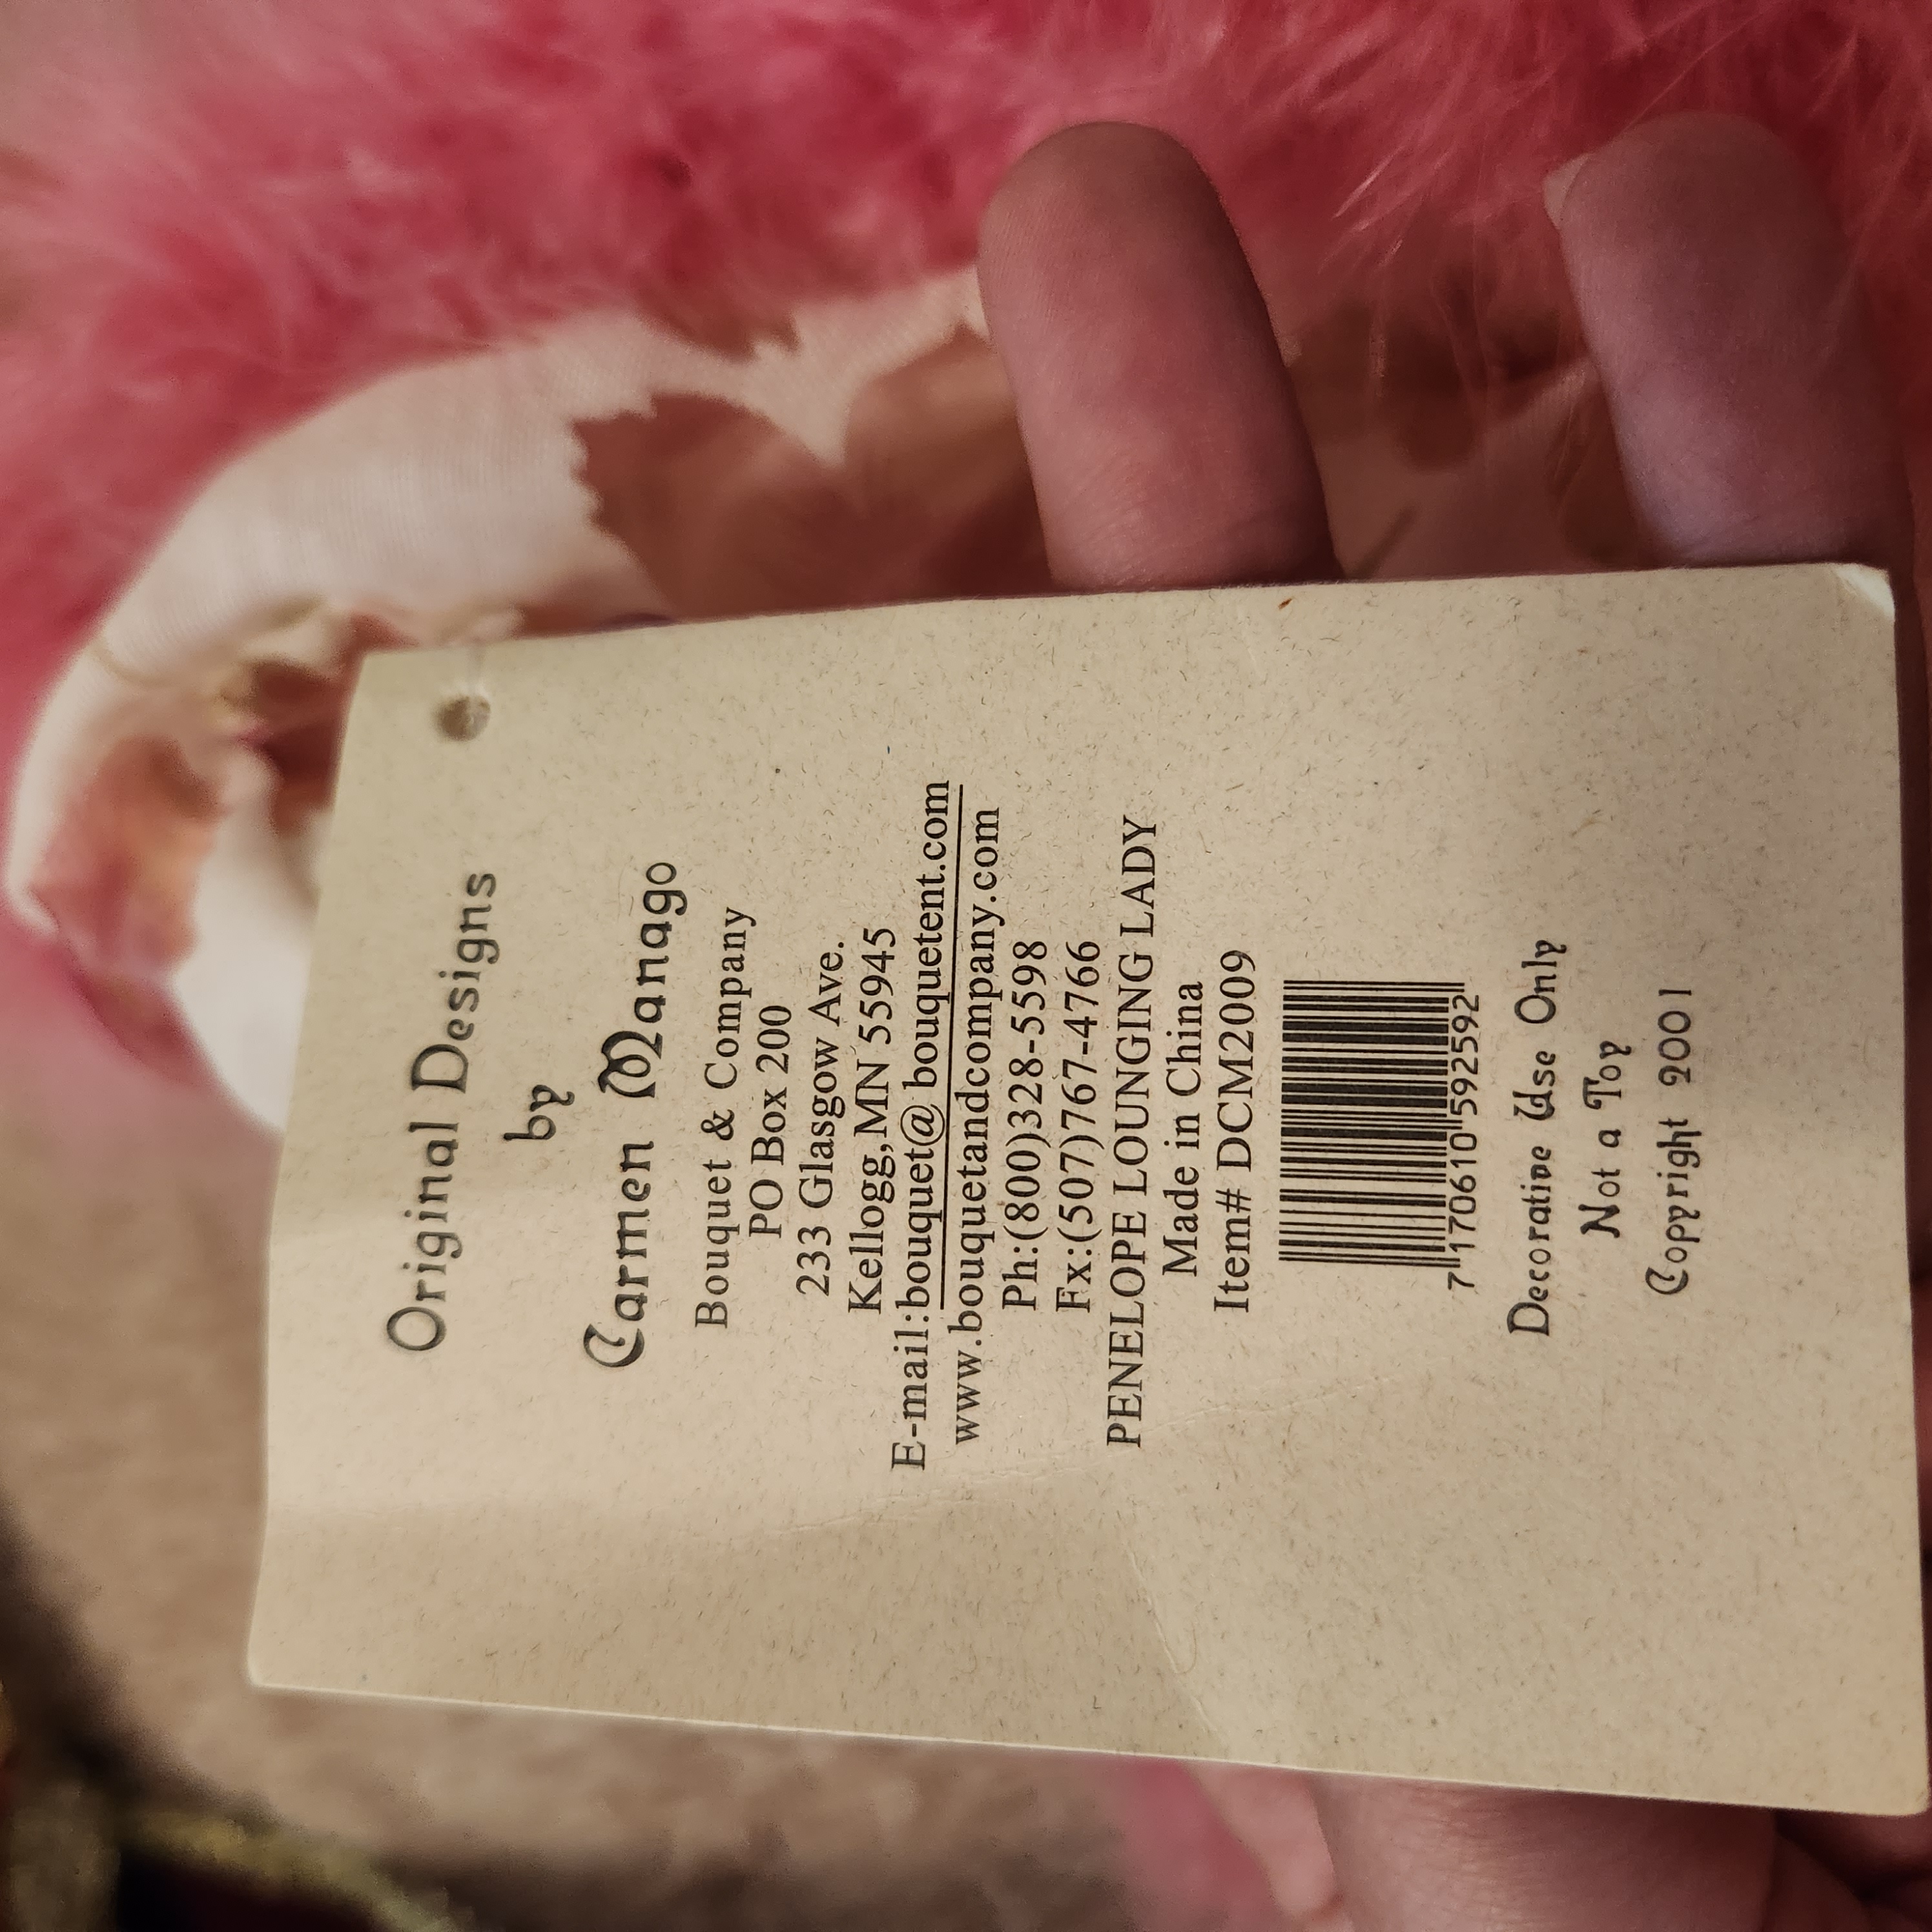 Original Designs
by
Carmen Manago
Bouquet & Company
PO Box 200
233 Glasgow Ave.
Kellogg,MN 55945
E-mail:bouquet@ bouquetent.com
www.bouquetandcompany.com
Ph:(800)328-5598
Fx:(507)767-4766
PENELOPE LOUNGING LADY
Made in China
Item# DCM2009
7 17061059259 2
Decorative Use Only
Not a Toy
Copyright 2001